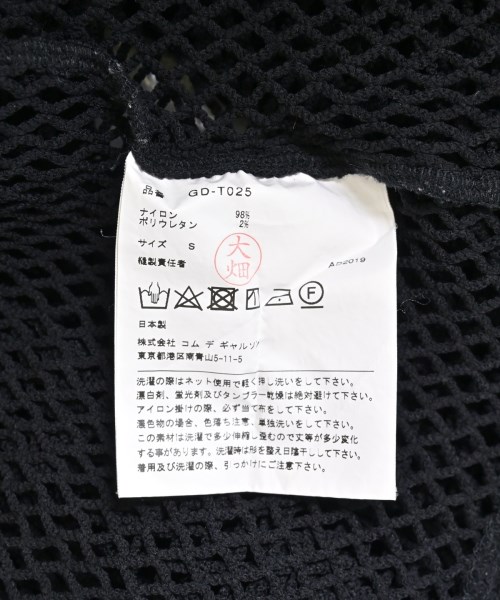 品番 GD-T025
ナイロン 98%
ポリウレタン 2%
サイズ S
大畑
縫製責任者
AD2019
F
日本製
株式会社 コム デ ギャルソン
東京都港区南青山5-11-5
洗濯の際はネット使用で軽く押し洗いをして下さい。
漂白剤、蛍光剤及びタンブラー乾燥は絶対避けて下さい。
アイロン掛けの際、必ず当て布をして下さい。
濃色物の場合、色落ち注意、単独洗いをして下さい。
この素材は洗濯で多少伸縮し歪むので丈等が多少変化
する事があります。洗濯時は形を整え日陰干しして下さい。
着用及び洗濯の際、引っかけにご注意下さい。